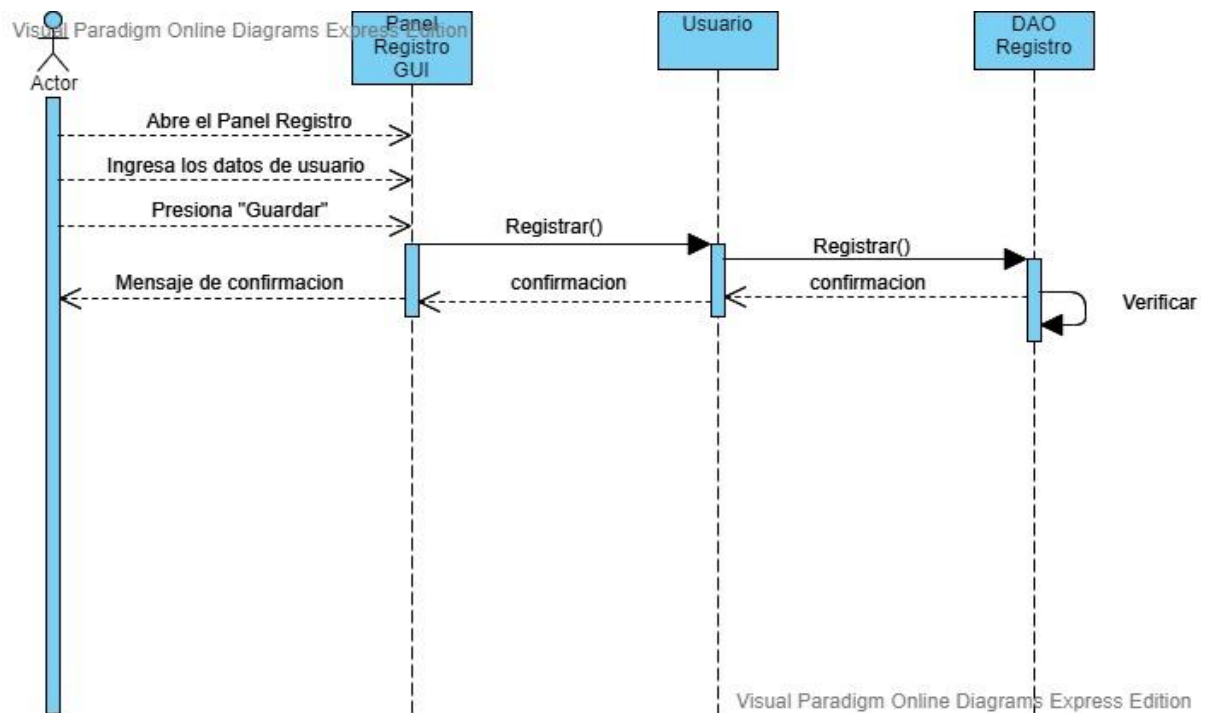 Visual Paradigm Online Diagrams Express Edition
Actor
Panel
Registro
GUI
Usuario
DAO
Registro
Abre el Panel Registro
Ingresa los datos de usuario
Presiona "Guardar"
Registrar()
Registrar()
Mensaje de confirmacion
confirmacion
confirmacion
Verificar
Visual Paradigm Online Diagrams Express Edition